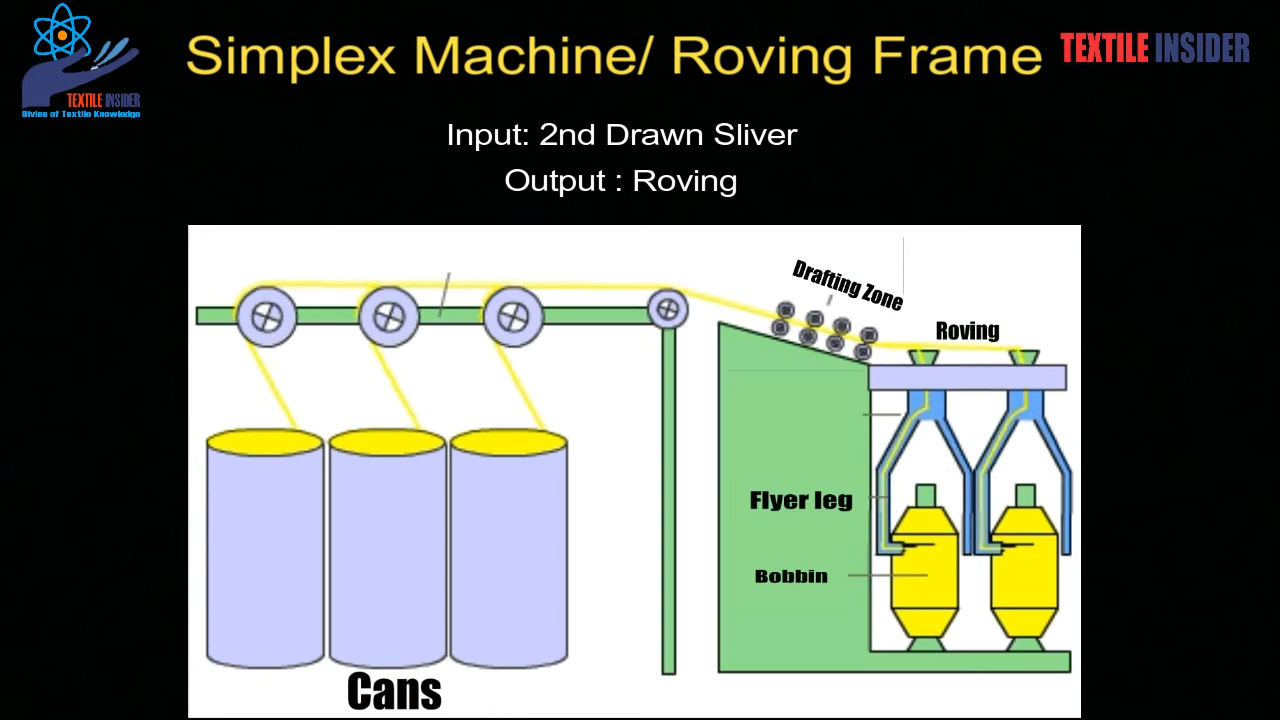 Simplex Machine/ Roving Frame
TEXTILE INSIDER
TEXTILE INSIDER
Divine of Textile Knowledge
Input: 2nd Drawn Sliver
Output : Roving
Drafting Zone
Roving
Flyer leg
Bobbin
Cans